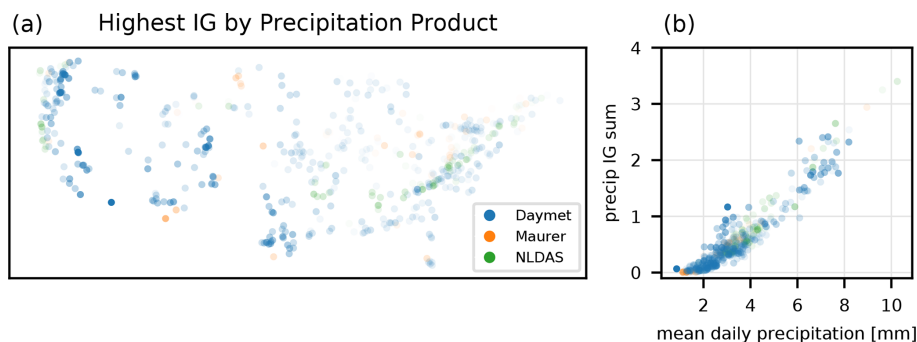 (a) Highest IG by Precipitation Product
Daymet
Maurer
NLDAS
(b)
precip IG sum
4
3
2
1
0
2 4 6 8 10
mean daily precipitation [mm]